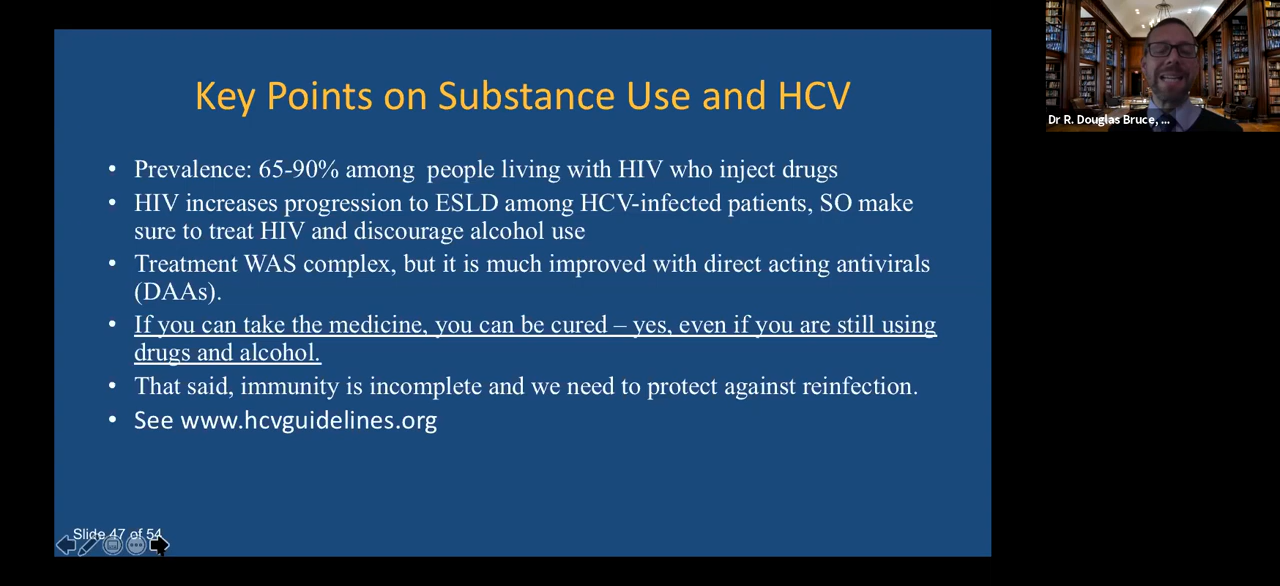 Key Points on Substance Use and HCV
• Prevalence: 65-90% among  people living with HIV who inject drugs
• HIV increases progression to ESLD among HCV-infected patients, SO make
sure to treat HIV and discourage alcohol use
• Treatment WAS complex, but it is much improved with direct acting antivirals
(DAAs).
• If you can take the medicine, you can be cured – yes, even if you are still using
drugs and alcohol.
• That said, immunity is incomplete and we need to protect against reinfection.
• See www.hcvguidelines.org
Slide 47 of 54
Dr R. Douglas Bruce, ...